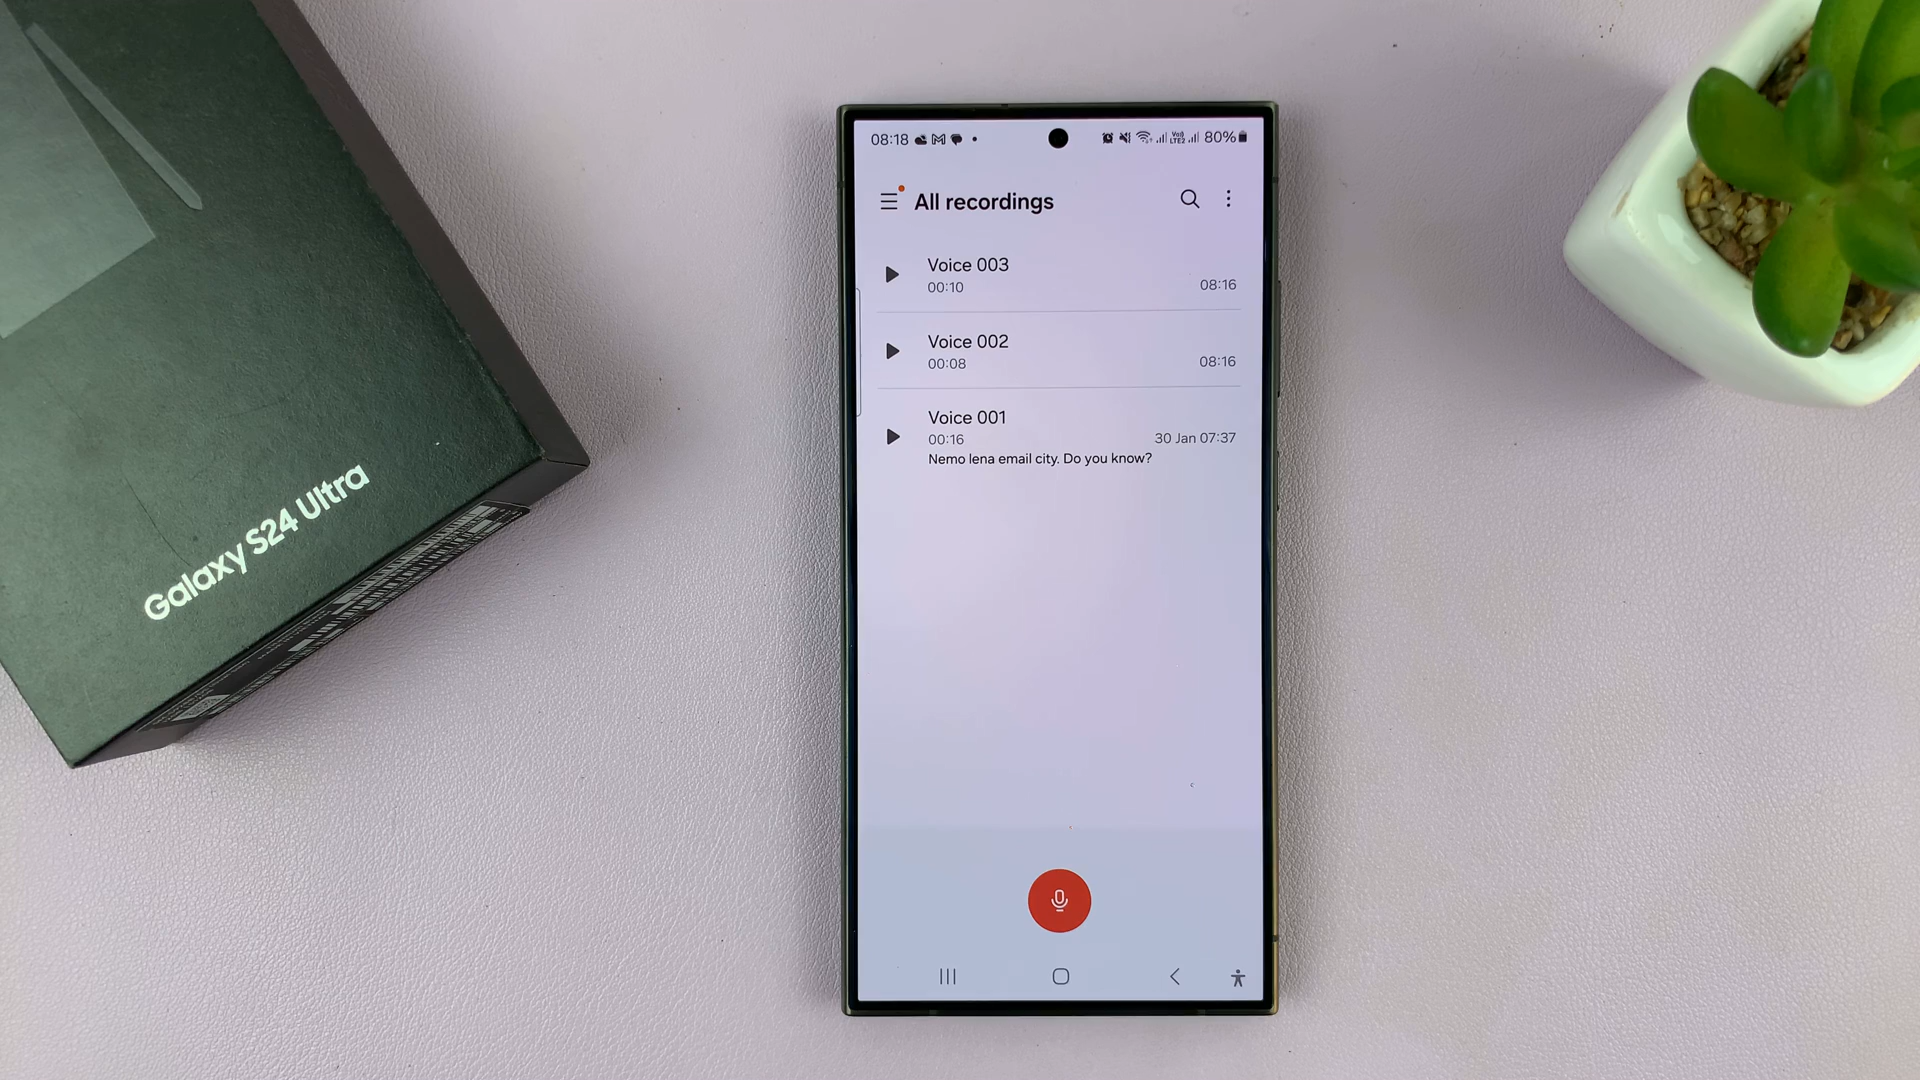 Galaxy S24 Ultra
08:18
80%
All recordings
Voice 003
00:10
08:16
Voice 002
00:08
08:16
Voice 001
00:16
30 Jan 07:37
Nemo lena email city. Do you know?